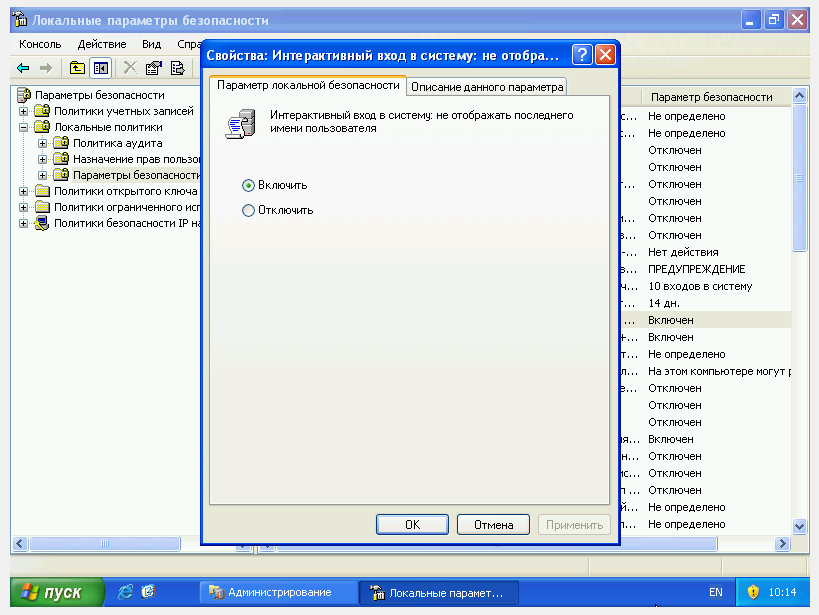 Локальные параметры безопасности
Консоль Действие Вид
Параметры безопасности
Политики учетных записей
Локальные политики
Политика аудита
Назначение прав
Параметры безопасности
Политики открытого ключа
Политики ограниченного
Политики безопасности IP
Свойства: Интерактивный вход в систему: не отобра...
Параметр локальной безопасности
Описание данного параметра
Интерактивный вход в систему: не отображать последнего
имени пользователя
Включить
Отключить
OK Отмена Применить
Параметр безопасности
Не определено
Не определено
Отключен
Отключен
Отключен
Отключен
Отключен
Отключен
Нет действия
ПРЕДУПРЕЖДЕНИЕ
10 входов в систему
14 дн.
Включен
Включен
Не определено
На этом компьютере могут
Отключен
Отключен
Отключен
Включен
Отключен
Отключен
Отключен
Не определено
Не определено
пуск
Администрирование
Локальные парамет...
EN
10:14